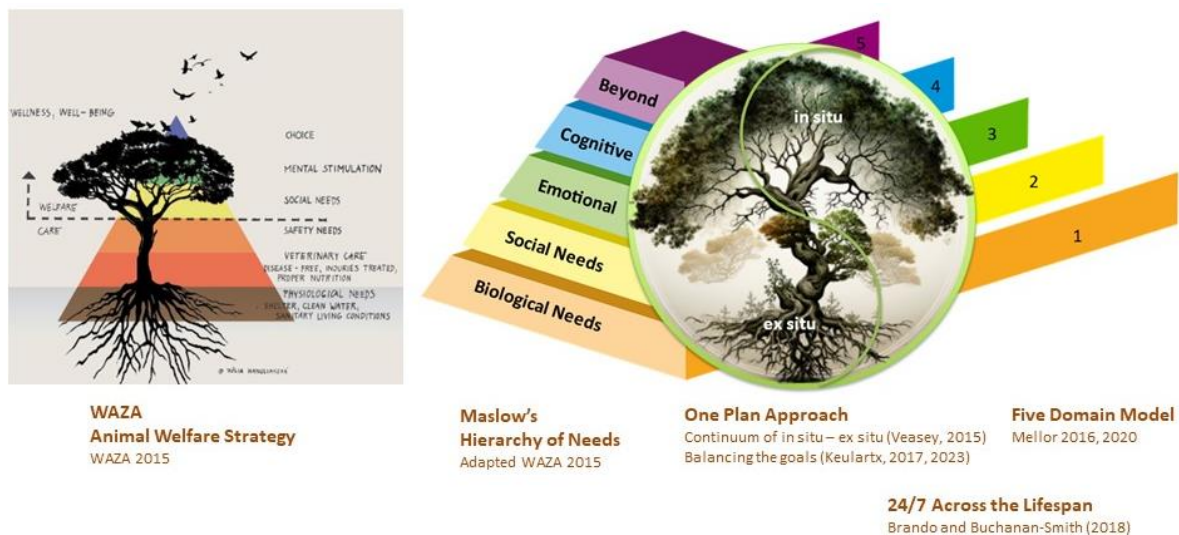 WELLNESS, WELL-BEING
CHOICE
MENTAL STIMULATION
SOCIAL NEEDS
WELFARE
CARE
SAFETY NEEDS
VETERINARY CARE
DISEASE-FREE, INJURIES TREATED,
PROPER NUTRITION
PHYSIOLOGICAL NEEDS
SHELTER, CLEAN WATER,
SANITARY LIVING CONDITIONS
Beyond
Cognitive
Emotional
Social Needs
Biological Needs
in situ
ex situ
5
4
3
2
1
WAZA
Animal Welfare Strategy
WAZA 2015
Maslow's
Hierarchy of Needs
Adapted WAZA 2015
One Plan Approach
Continuum of in situ – ex situ (Veasey, 2015)
Balancing the goals (Keulartx, 2017, 2023)
Five Domain Model
Mellor 2016, 2020
24/7 Across the Lifespan
Brando and Buchanan-Smith (2018)